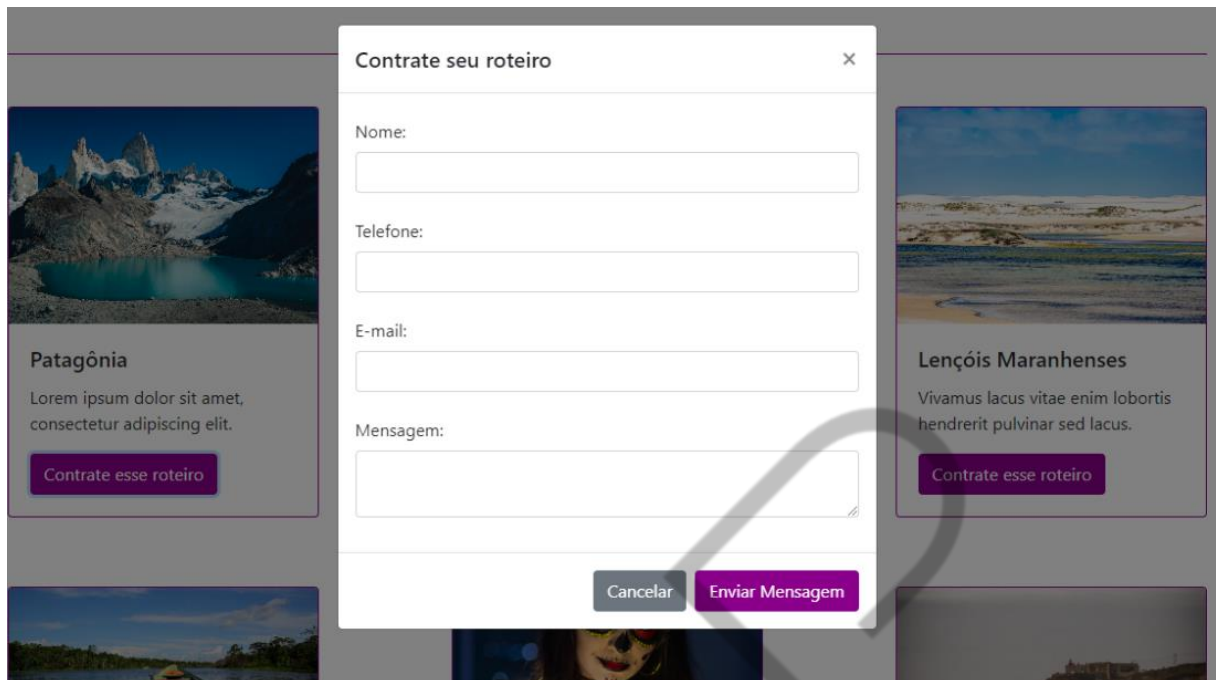 Contrate seu roteiro
×
Nome:
Telefone:
E-mail:
Mensagem:
Cancelar
Enviar Mensagem
Patagônia
Lorem ipsum dolor sit amet,
consectetur adipiscing elit.
Contrate esse roteiro
Lençóis Maranhenses
Vivamus lacus vitae enim lobortis
hendrerit pulvinar sed lacus.
Contrate esse roteiro